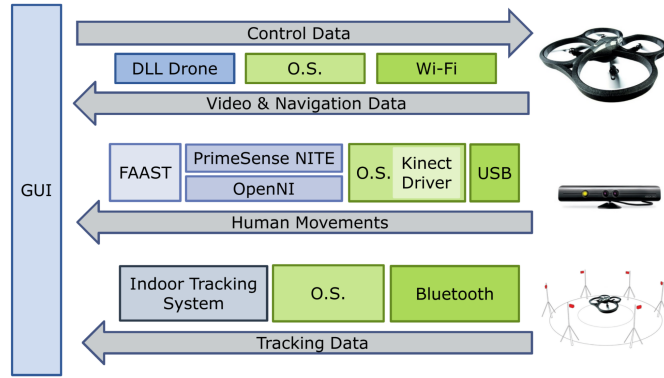 GUI
Control Data
DLL Drone
O.S.
Wi-Fi
Video & Navigation Data
FAAST
PrimeSense NITE
OpenNI
O.S.
Kinect
Driver
USB
Human Movements
Indoor Tracking
System
O.S.
Bluetooth
Tracking Data